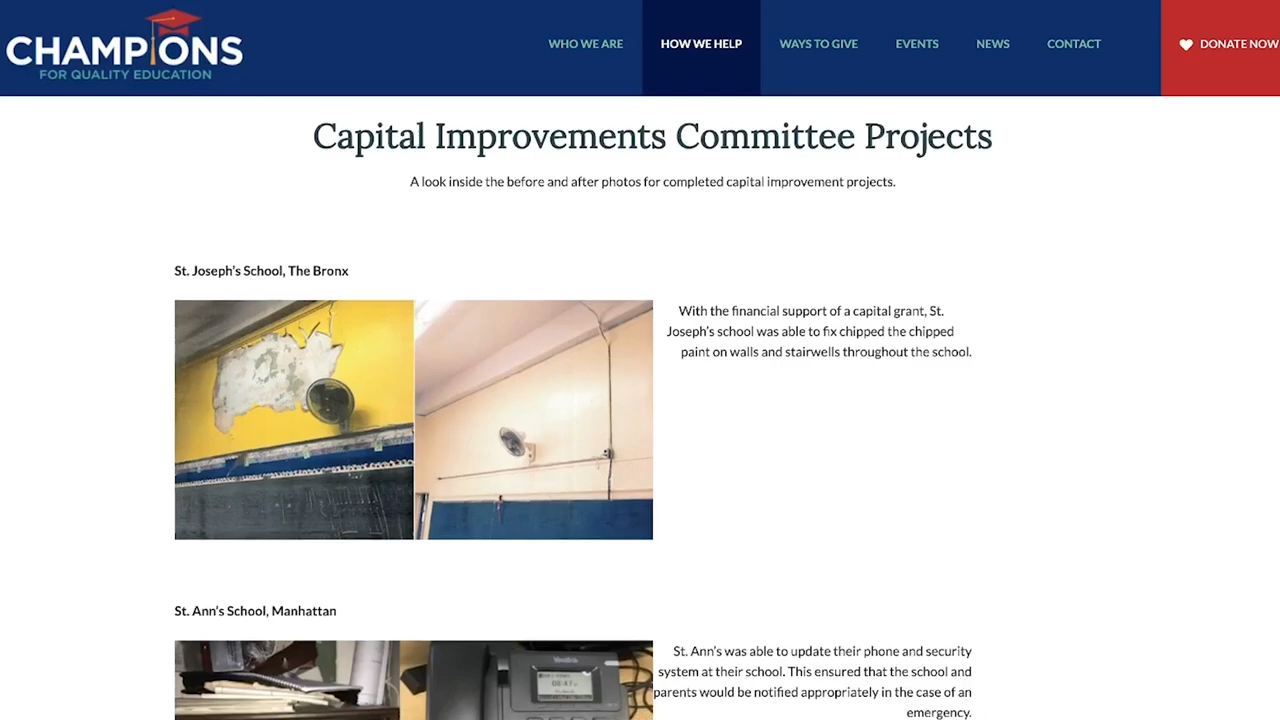 CHAMPIONS
FOR QUALITY EDUCATION
WHO WE ARE
HOW WE HELP
WAYS TO GIVE
EVENTS
NEWS
CONTACT
DONATE NOW
Capital Improvements Committee Projects
A look inside the before and after photos for completed capital improvement projects.
St. Joseph's School, The Bronx
With the financial support of a capital grant, St.
Joseph's school was able to fix chipped the chipped
paint on walls and stairwells throughout the school.
St. Ann's School, Manhattan
Yealink
08:47
St. Ann's was able to update their phone and security
system at their school. This ensured that the school and
parents would be notified appropriately in the case of an
emergency.